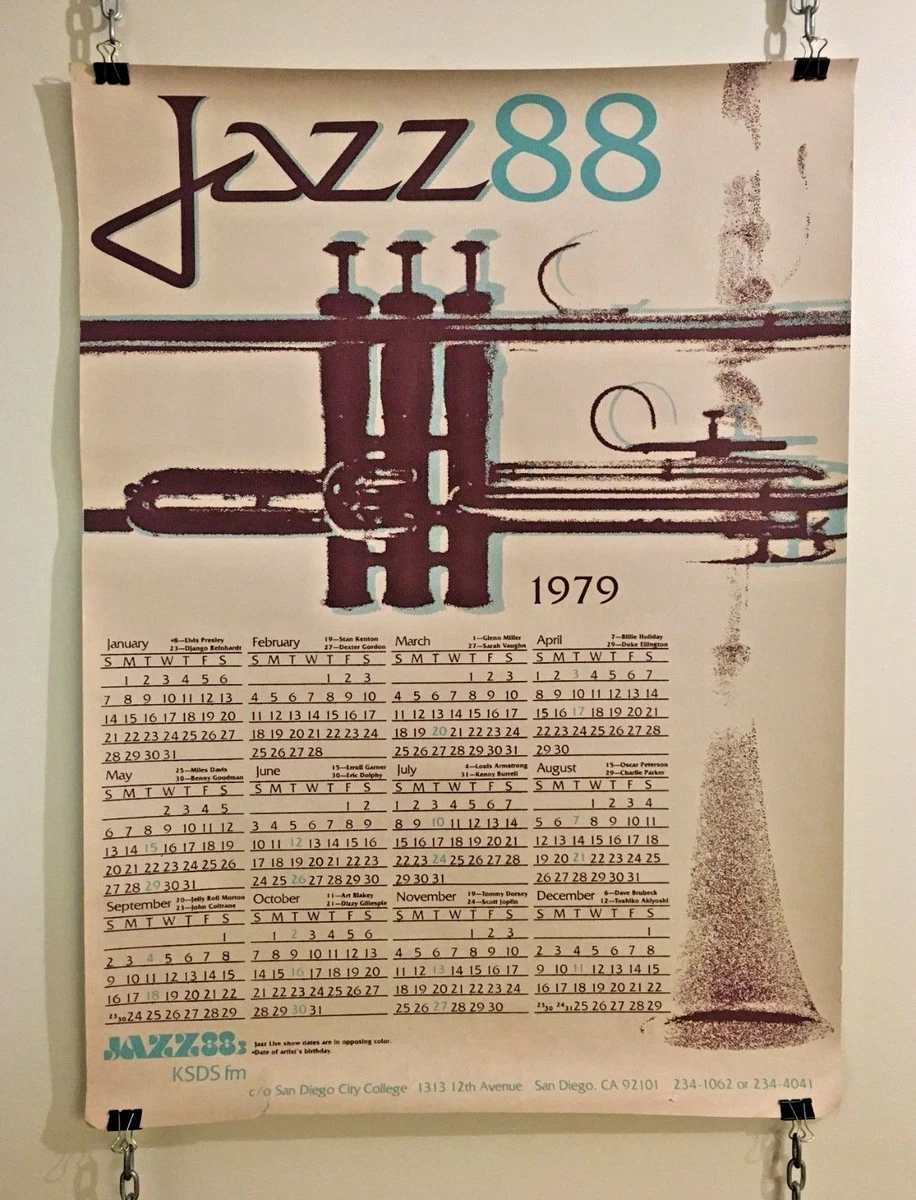 Jazz88
1979
January •8—Elvis Presley
23—Django Reinhardt
S M T W T F S
1 2 3 4 5 6
7 8 9 10 11 12 13
14 15 16 17 18 19 20
21 22 23 24 25 26 27
28 29 30 31
February 19—Stan Kenton
27—Dexter Gordon
S M T W T F S
1 2 3
4 5 6 7 8 9 10
11 12 13 14 15 16 17
18 19 20 21 22 23 24
25 26 27 28
March 1—Glenn Miller
27—Sarah Vaughn
S M T W T F S
1 2 3
4 5 6 7 8 9 10
11 12 13 14 15 16 17
18 19 20 21 22 23 24
25 26 27 28 29 30 31
April 7—Billie Holiday
29—Duke Ellington
S M T W T F S
1 2 3 4 5 6 7
8 9 10 11 12 13 14
15 16 17 18 19 20 21
22 23 24 25 26 27 28
29 30
May 25—Miles Davis
30—Benny Goodman
S M T W T F S
2 3 4 5
6 7 8 9 10 11 12
13 14 15 16 17 18 19
20 21 22 23 24 25 26
27 28 29 30 31
June 15—Erroll Garner
30—Eric Dolphy
S M T W T F S
1 2
3 4 5 6 7 8 9
10 11 12 13 14 15 16
17 18 19 20 21 22 23
24 25 26 27 28 29 30
July 4—Louis Armstrong
31—Kenny Burrell
S M T W T F S
1 2 3 4 5 6 7
8 9 10 11 12 13 14
15 16 17 18 19 20 21
22 23 24 25 26 27 28
29 30 31
August 15—Oscar Peterson
29—Charlie Parker
S M T W T F S
1 2 3 4
5 6 7 8 9 10 11
12 13 14 15 16 17 18
19 20 21 22 23 24 25
26 27 28 29 30 31
September 20—Jelly Roll Morton
23—John Coltrane
S M T W T F S
1
2 3 4 5 6 7 8
9 10 11 12 13 14 15
16 17 18 19 20 21 22
23 30 24 25 26 27 28 29
October 11—Art Blakey
21—Dizzy Gillespie
S M T W T F S
1 2 3 4 5 6
7 8 9 10 11 12 13
14 15 16 17 18 19 20
21 22 23 24 25 26 27
28 29 30 31
November 19—Tommy Dorsey
24—Scott Joplin
S M T W T F S
1 2 3
4 5 6 7 8 9 10
11 12 13 14 15 16 17
18 19 20 21 22 23 24
25 26 27 28 29 30
December 6—Dave Brubeck
12—Toshiko Akiyoshi
S M T W T F S
1
2 3 4 5 6 7 8
9 10 11 12 13 14 15
16 17 18 19 20 21 22
23 30 24 31 25 26 27 28 29
JAZZ88.3 Jazz Live show dates are in opposing color.
•Date of artist's birthday.
KSDS fm
c/o San Diego City College 1313 12th Avenue San Diego, CA 92101 234-1062 or 234-4041